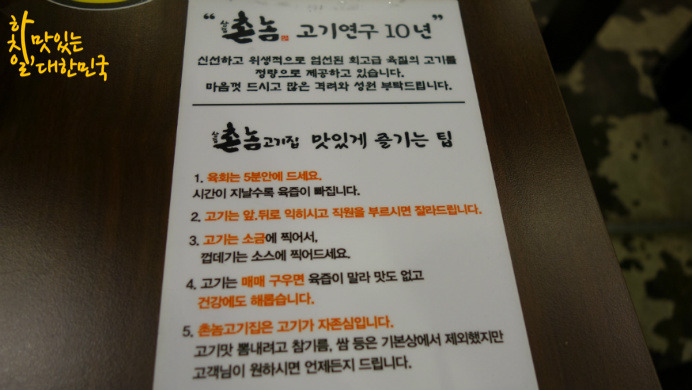 하루일 맛있는
대한민국
"촌놈 고기연구 10년"
신선하고 위생적으로 엄선된 최고급 육질의 고기를
정량으로 제공하고 있습니다.
마음껏 드시고 많은 격려와 성원 부탁드립니다.
촌놈고기집 맛있게 즐기는 팁
1. 육회는 5분안에 드세요.
시간이 지날수록 육즙이 빠집니다.
2. 고기는 앞.뒤로 익히시고 직원을 부르시면 잘라드립니다.
3. 고기는 소금에 찍어서,
껍데기는 소스에 찍어드세요.
4. 고기는 매매 구우면 육즙이 말라 맛도 없고
건강에도 해롭습니다.
5. 촌놈고기집은 고기가 자존심입니다.
고기맛 뽐내려고 참기름, 쌈 등은 기본상에서 제외했지만
고객님이 원하시면 언제든지 드립니다.